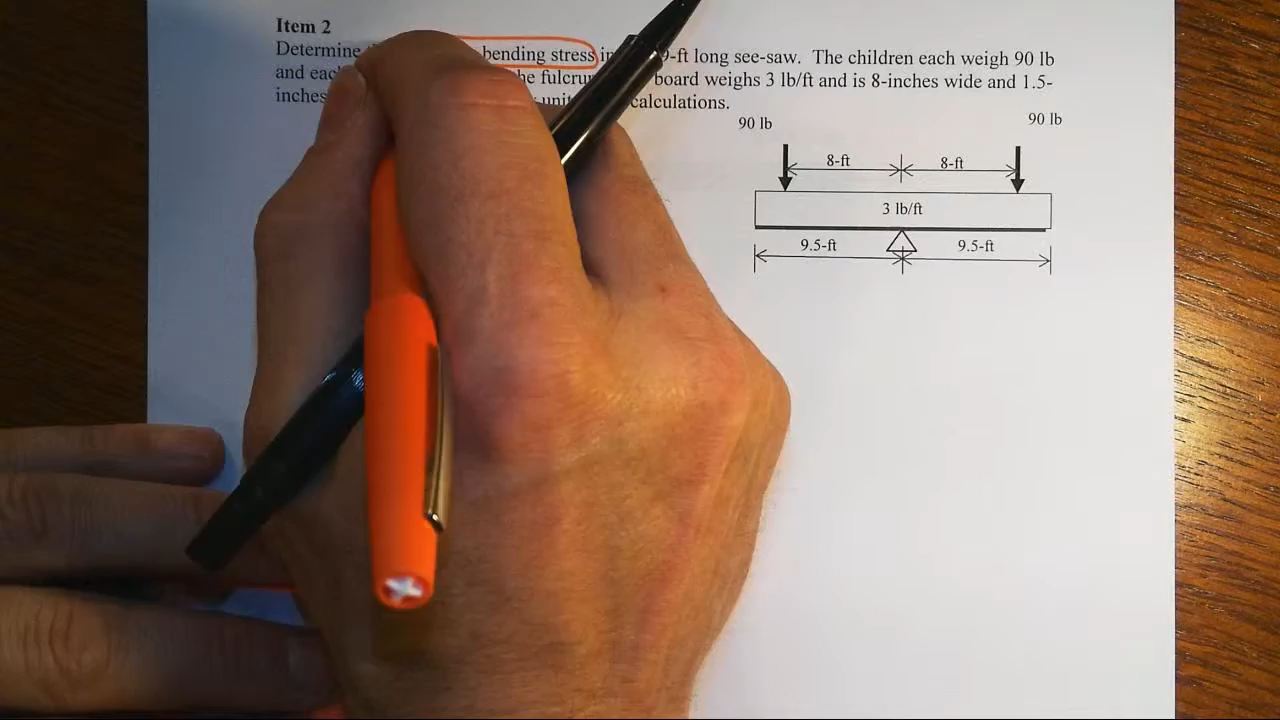 Item 2
Determine bending stress in 9-ft long see-saw. The children each weigh 90 lb
and each the fulcrum board weighs 3 lb/ft and is 8-inches wide and 1.5-
inches units calculations.
90 lb
90 lb
8-ft
8-ft
3 lb/ft
9.5-ft
9.5-ft